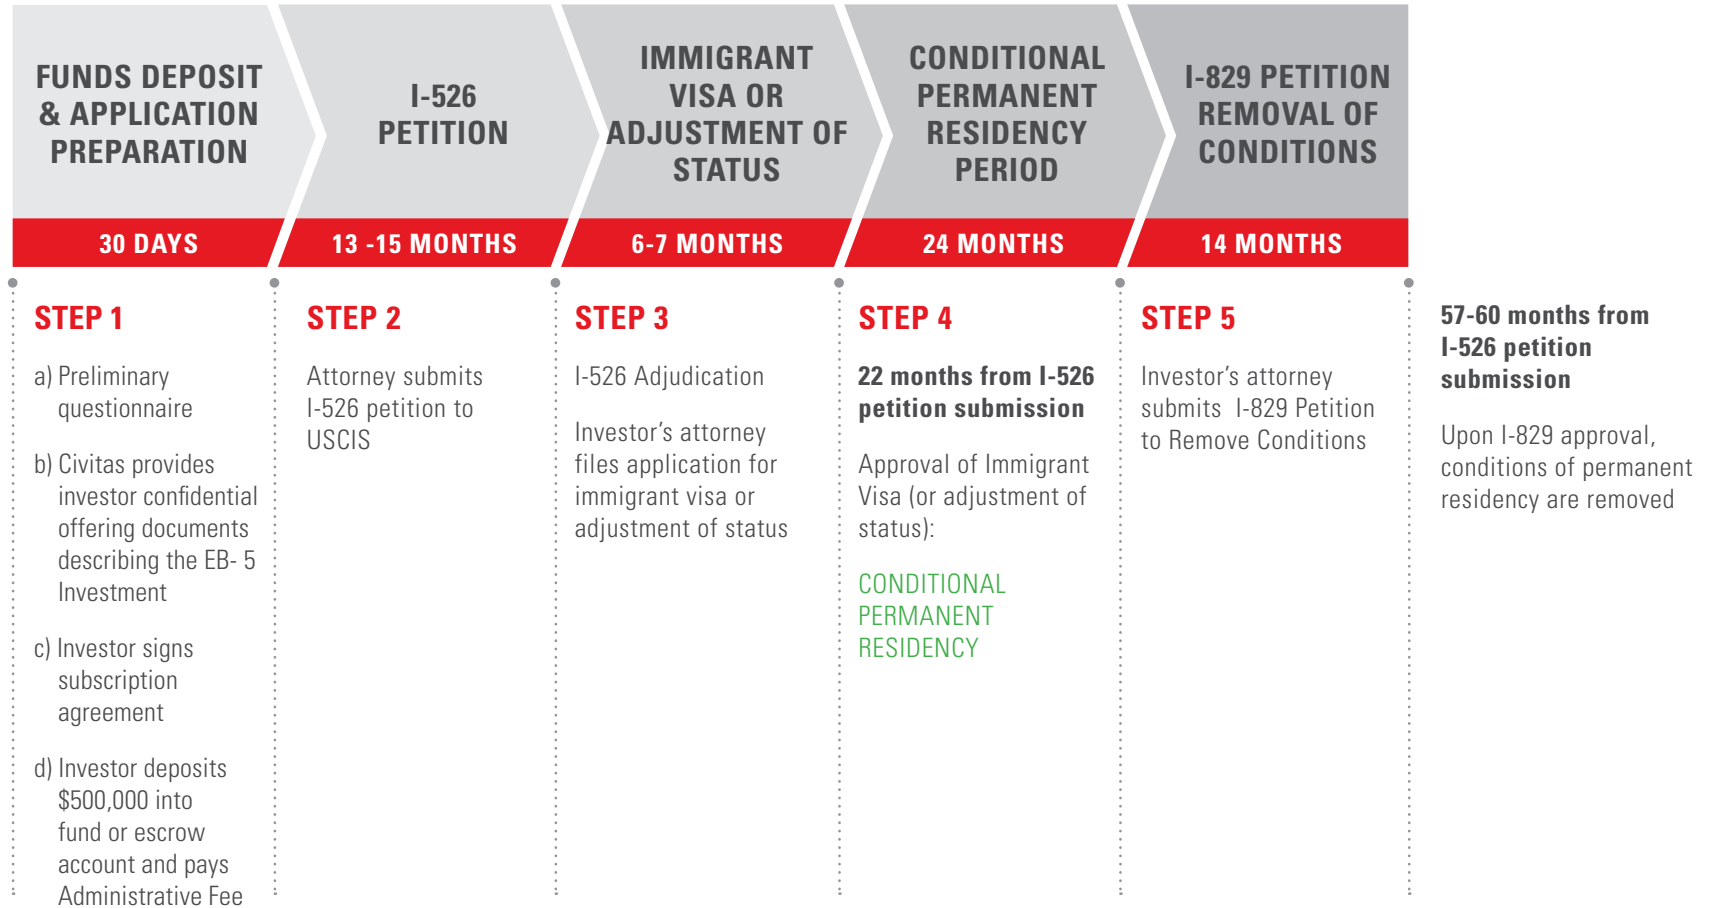 FUNDS DEPOSIT
& APPLICATION
PREPARATION
I-526
PETITION
IMMIGRANT
VISA OR
ADJUSTMENT OF
STATUS
CONDITIONAL
PERMANENT
RESIDENCY
PERIOD
I-829 PETITION
REMOVAL OF
CONDITIONS
30 DAYS
13 -15 MONTHS
6-7 MONTHS
24 MONTHS
14 MONTHS
STEP 1
a) Preliminary
questionnaire
b) Civitas provides
investor confidential
offering documents
describing the EB- 5
Investment
c) Investor signs
subscription
agreement
d) Investor deposits
$500,000 into
fund or escrow
account and pays
Administrative Fee
STEP 2
Attorney submits
I-526 petition to
USCIS
STEP 3
I-526 Adjudication
Investor’s attorney
files application for
immigrant visa or
adjustment of status
STEP 4
22 months from I-526
petition submission
Approval of Immigrant
Visa (or adjustment of
status):
CONDITIONAL
PERMANENT
RESIDENCY
STEP 5
Investor’s attorney
submits  I-829 Petition
to Remove Conditions
57-60 months from
I-526 petition
submission
Upon I-829 approval,
conditions of permanent
residency are removed